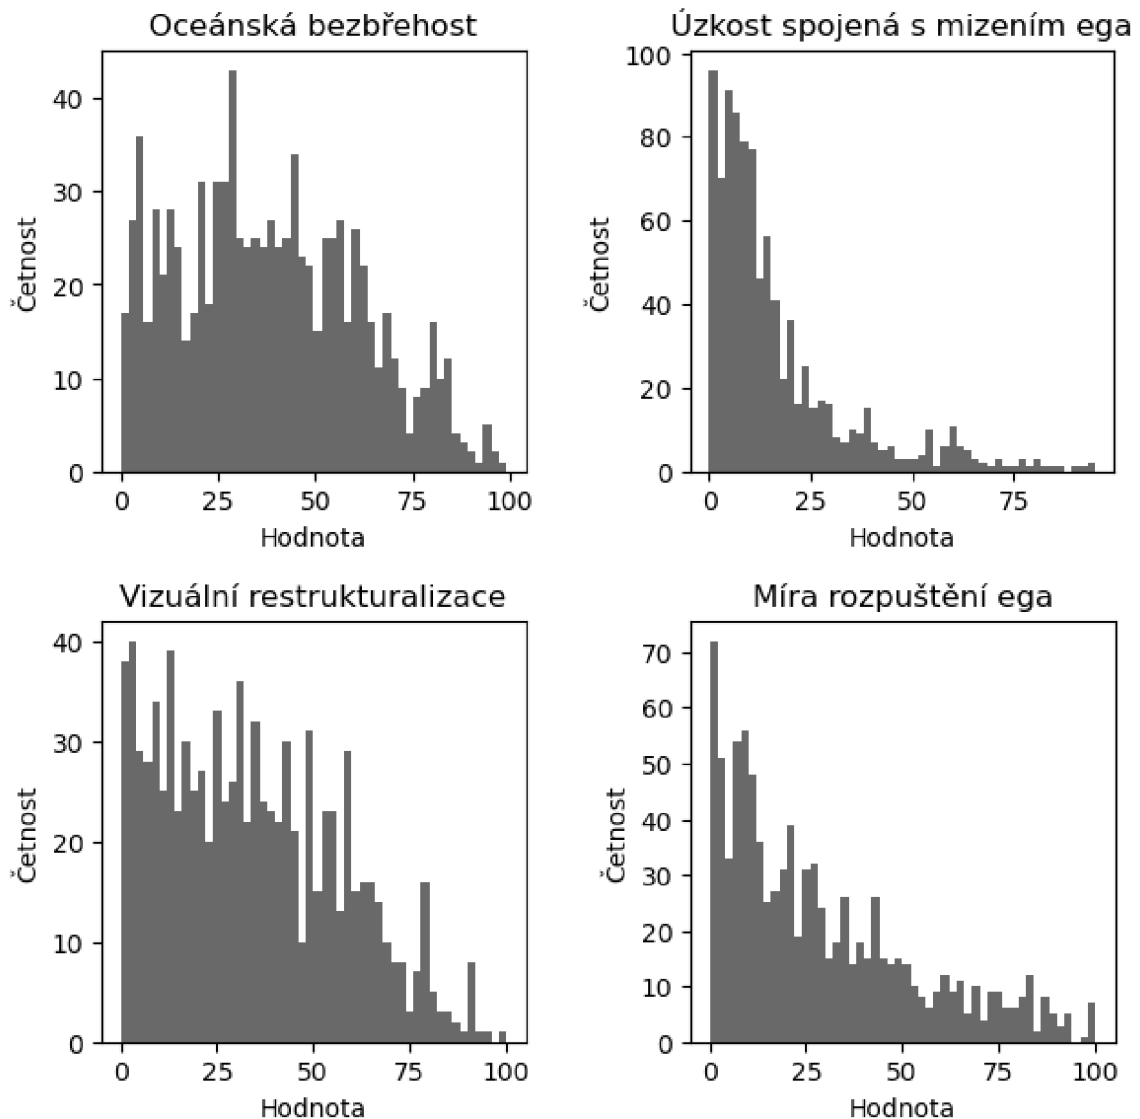 Oceánská bezbřehost
40
30
20
10
0
Četnost
0 25 50 75 100
Hodnota
Úzkost spojená s mizením ega
100
80
60
40
20
0
Četnost
0 25 50 75
Hodnota
Vizuální restrukturalizace
40
30
20
10
0
Četnost
0 25 50 75 100
Hodnota
Míra rozpuštění ega
70
60
50
40
30
20
10
0
Četnost
0 25 50 75 100
Hodnota